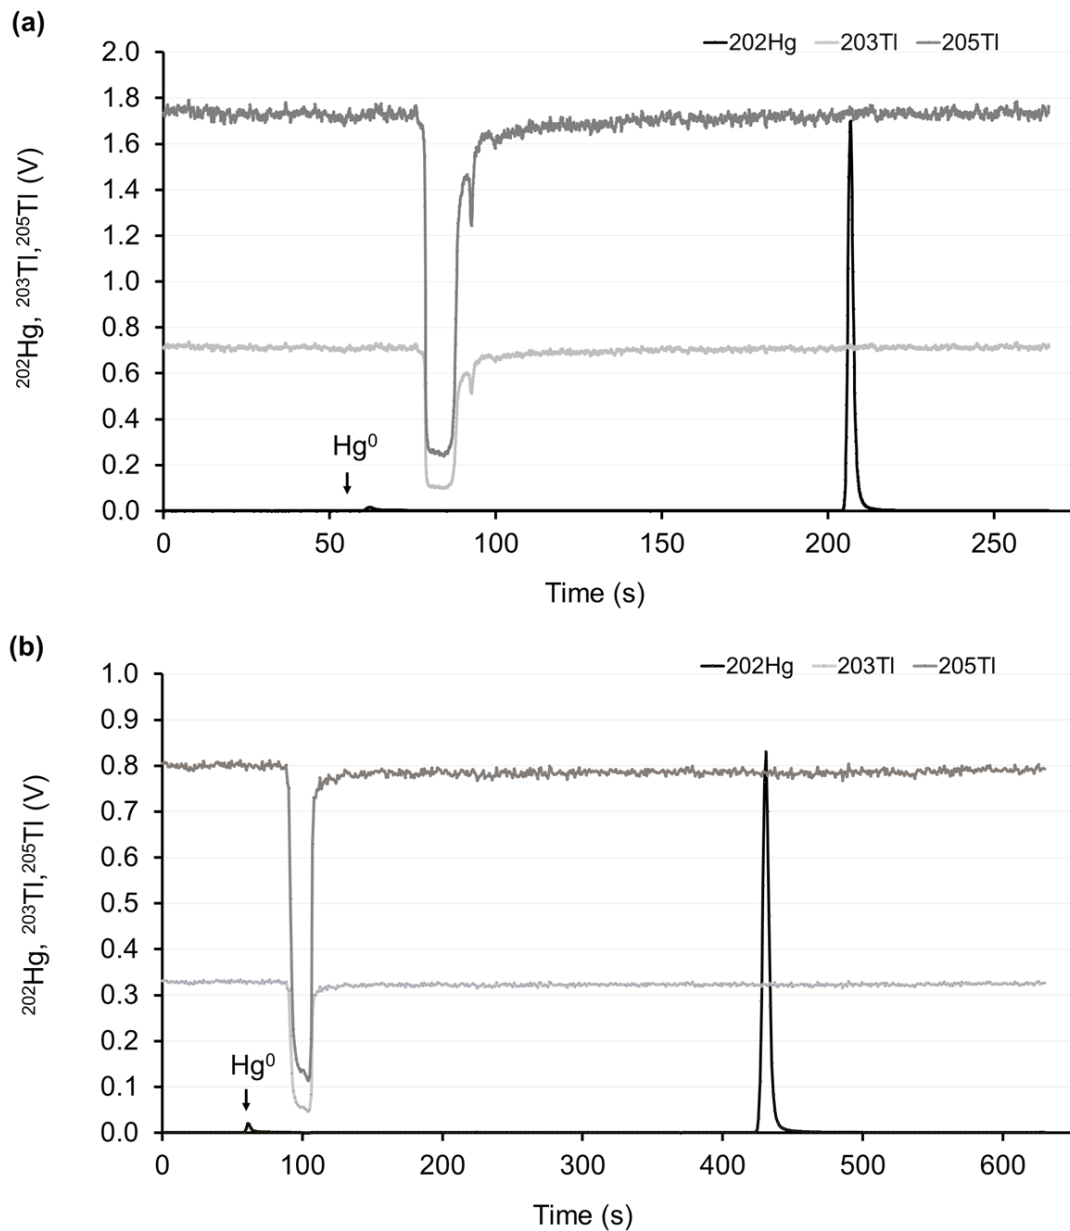 (a)
202Hg 203Tl 205Tl
2.0
1.8
1.6
1.4
1.2
1.0
0.8
0.6
0.4
0.2
0.0
²⁰²Hg, ²⁰³Tl,²⁰⁵Tl (V)
Hg⁰
0 50 100 150 200 250
Time (s)
(b)
202Hg 203Tl 205Tl
1.0
0.9
0.8
0.7
0.6
0.5
0.4
0.3
0.2
0.1
0.0
²⁰²Hg, ²⁰³Tl,²⁰⁵Tl (V)
Hg⁰
0 100 200 300 400 500 600
Time (s)